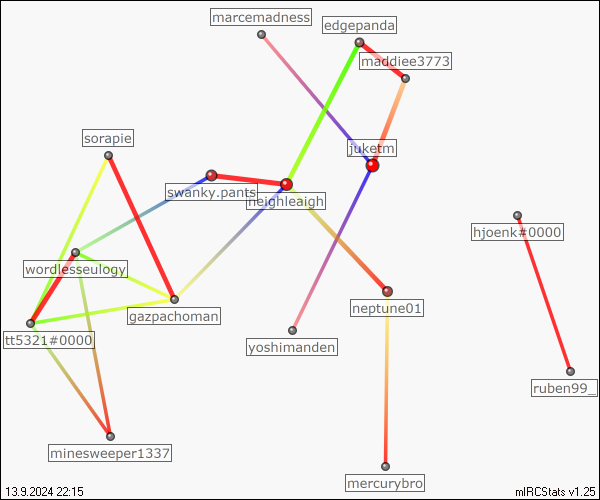 marcemadness
edgepanda
maddiee3773
sorapie
juketm
swanky.pants
neighleigh
hjoenk#0000
wordlesseulogy
gazpachoman
neptune01
tt5321#0000
yoshimanden
ruben99_
minesweeper1337
mercurybro
13.9.2024 22:15
mIRCStats v1.25